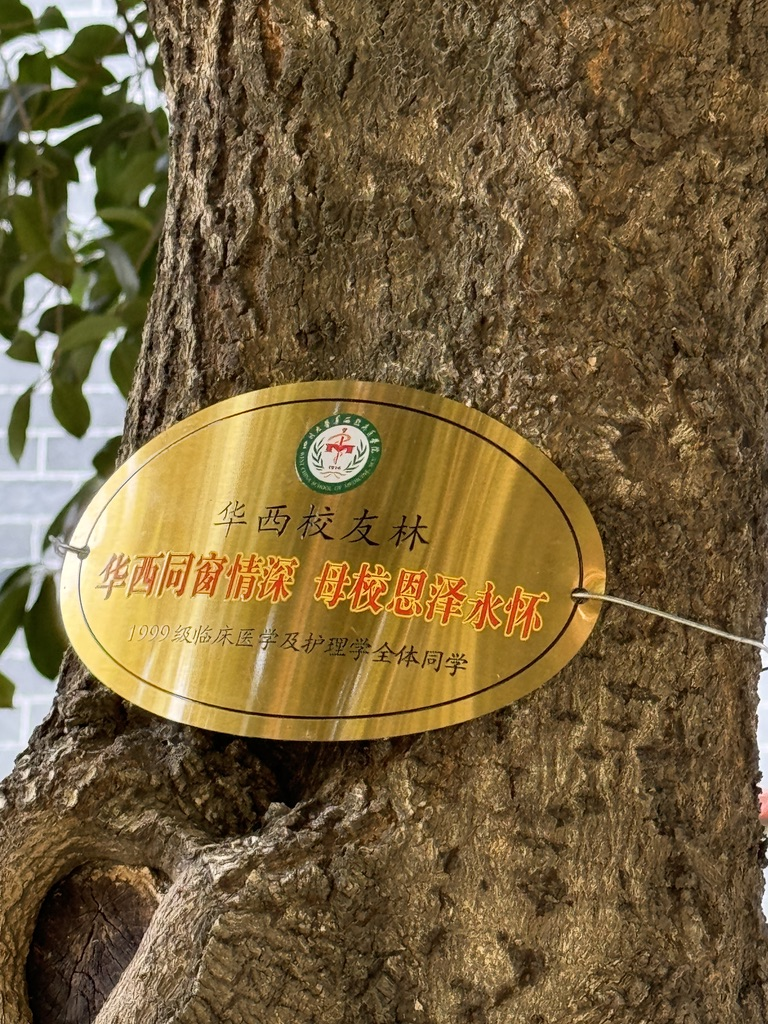 华西校友林
华西同窗情深 母校恩泽永怀
1999级临床医学及护理学全体同学